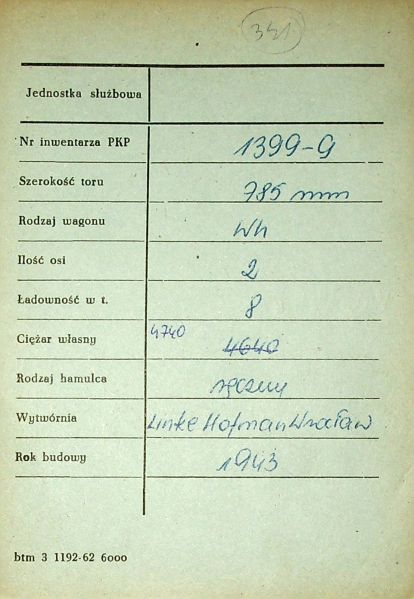 341
Jednostka służbowa
Nr inwentarza PKP 1399-G
Szerokość toru 785 mm
Rodzaj wagonu Wh
Ilość osi 2
Ładowność w t. 8
Ciężar własny 4740 4640
Rodzaj hamulca ręczny
Wytwórnia Linke Hofman Wrocław
Rok budowy 1943
btm 3 1192-62 6000